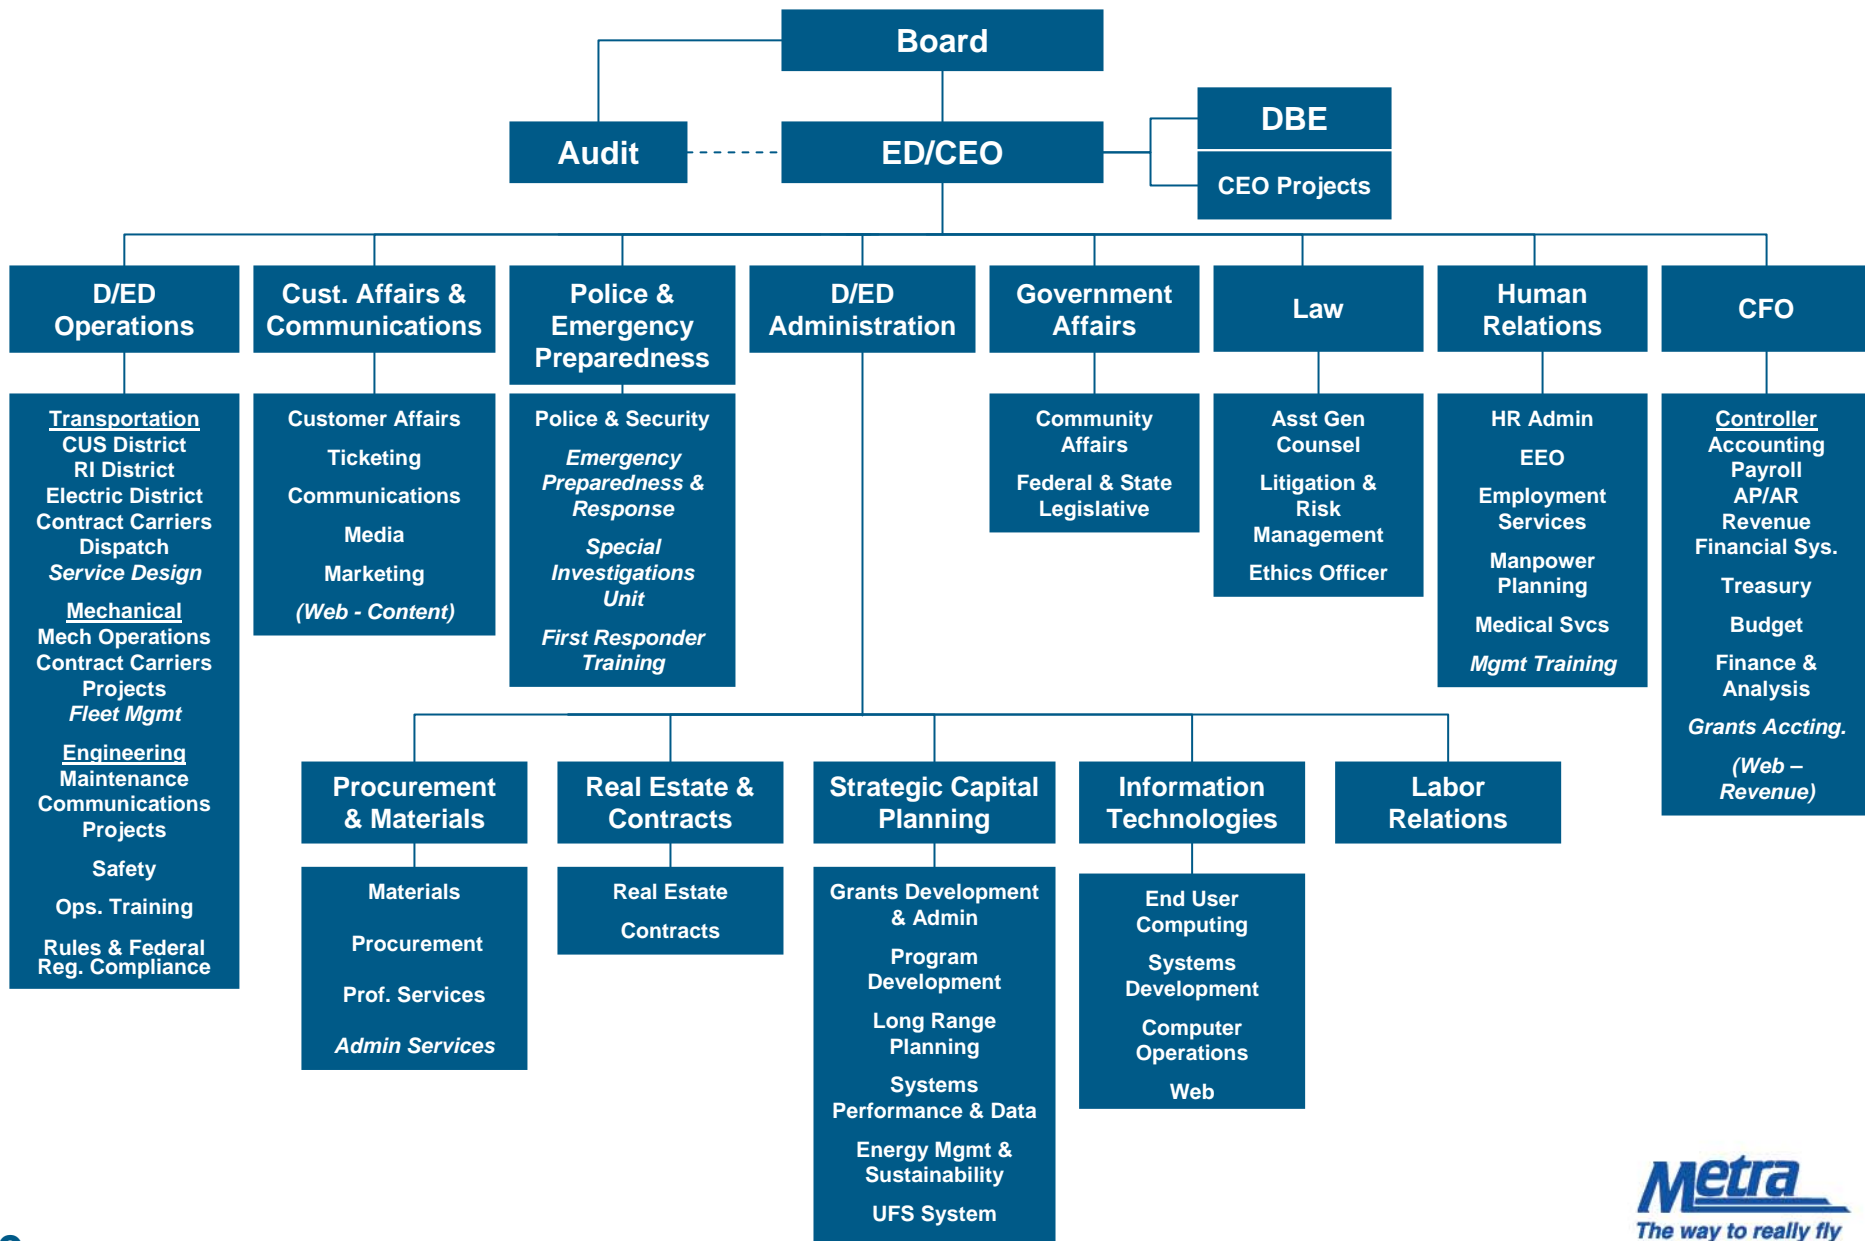 Board
Audit
ED/CEO
DBE
CEO Projects
D/ED
Operations
Cust. Affairs &
Communications
Police &
Emergency
Preparedness
D/ED
Administration
Government
Affairs
Law
Human
Relations
CFO
Transportation
CUS District
RI District
Electric District
Contract Carriers
Dispatch
Service Design
Mechanical
Mech Operations
Contract Carriers
Projects
Fleet Mgmt
Engineering
Maintenance
Communications
Projects
Safety
Ops. Training
Rules & Federal
Reg. Compliance
Customer Affairs
Ticketing
Communications
Media
Marketing
(Web - Content)
Police & Security
Emergency
Preparedness &
Response
Special
Investigations
Unit
First Responder
Training
Community
Affairs
Federal & State
Legislative
Asst Gen
Counsel
Litigation &
Risk
Management
Ethics Officer
HR Admin
EEO
Employment
Services
Manpower
Planning
Medical Svcs
Mgmt Training
Controller
Accounting
Payroll
AP/AR
Revenue
Financial Sys.
Treasury
Budget
Finance &
Analysis
Grants Accting.
(Web –
Revenue)
Procurement
& Materials
Real Estate &
Contracts
Strategic Capital
Planning
Information
Technologies
Labor
Relations
Materials
Procurement
Prof. Services
Admin Services
Real Estate
Contracts
Grants Development
& Admin
Program
Development
Long Range
Planning
Systems
Performance & Data
Energy Mgmt &
Sustainability
UFS System
End User
Computing
Systems
Development
Computer
Operations
Web
Metra
The way to really fly